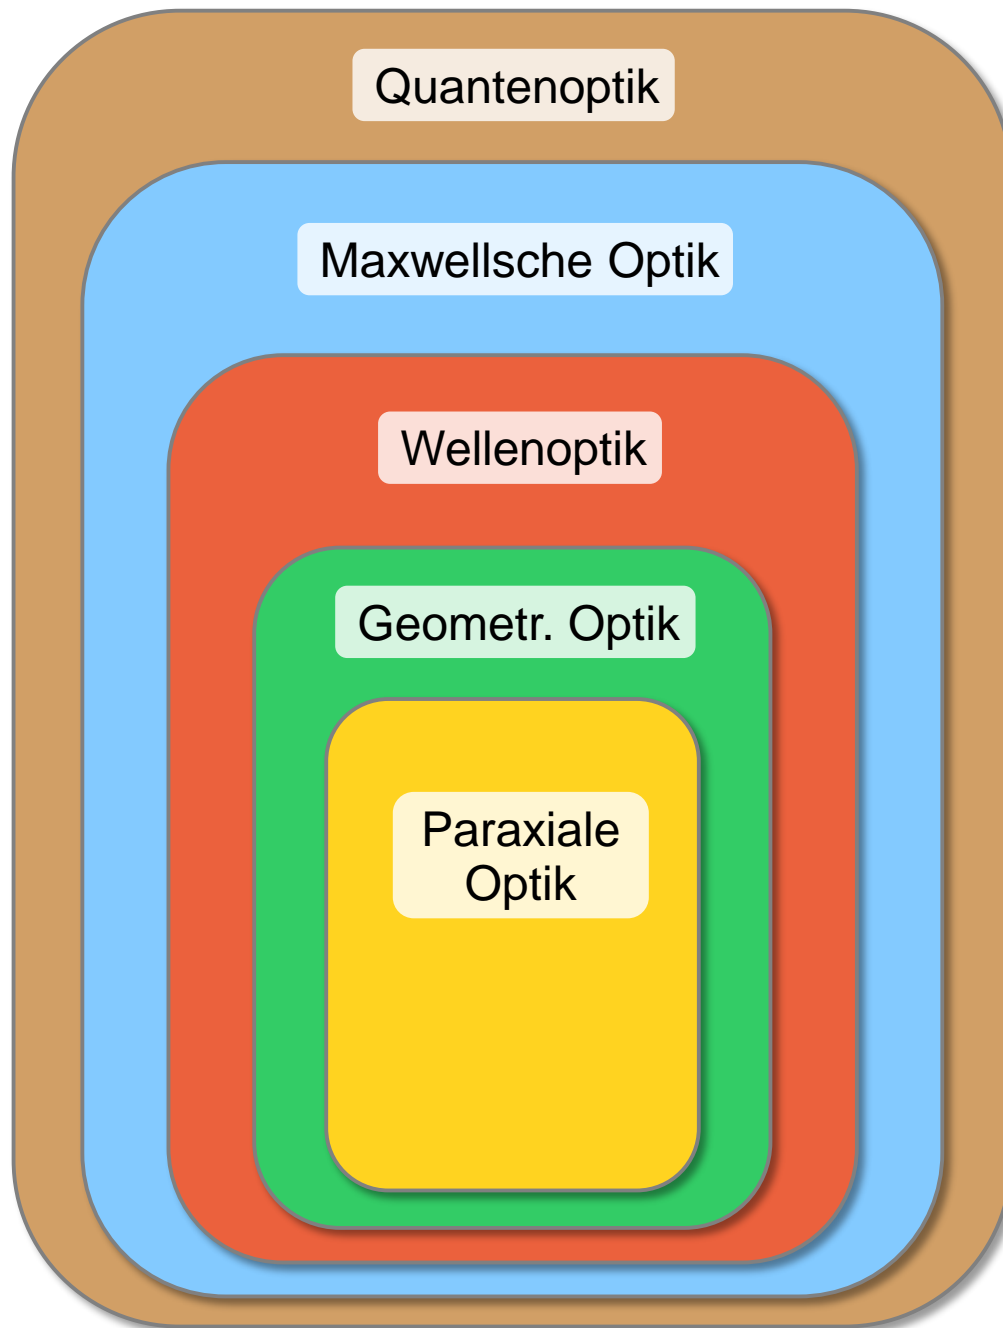 Quantenoptik
Maxwellsche Optik
Wellenoptik
Geometr. Optik
Paraxiale
Optik